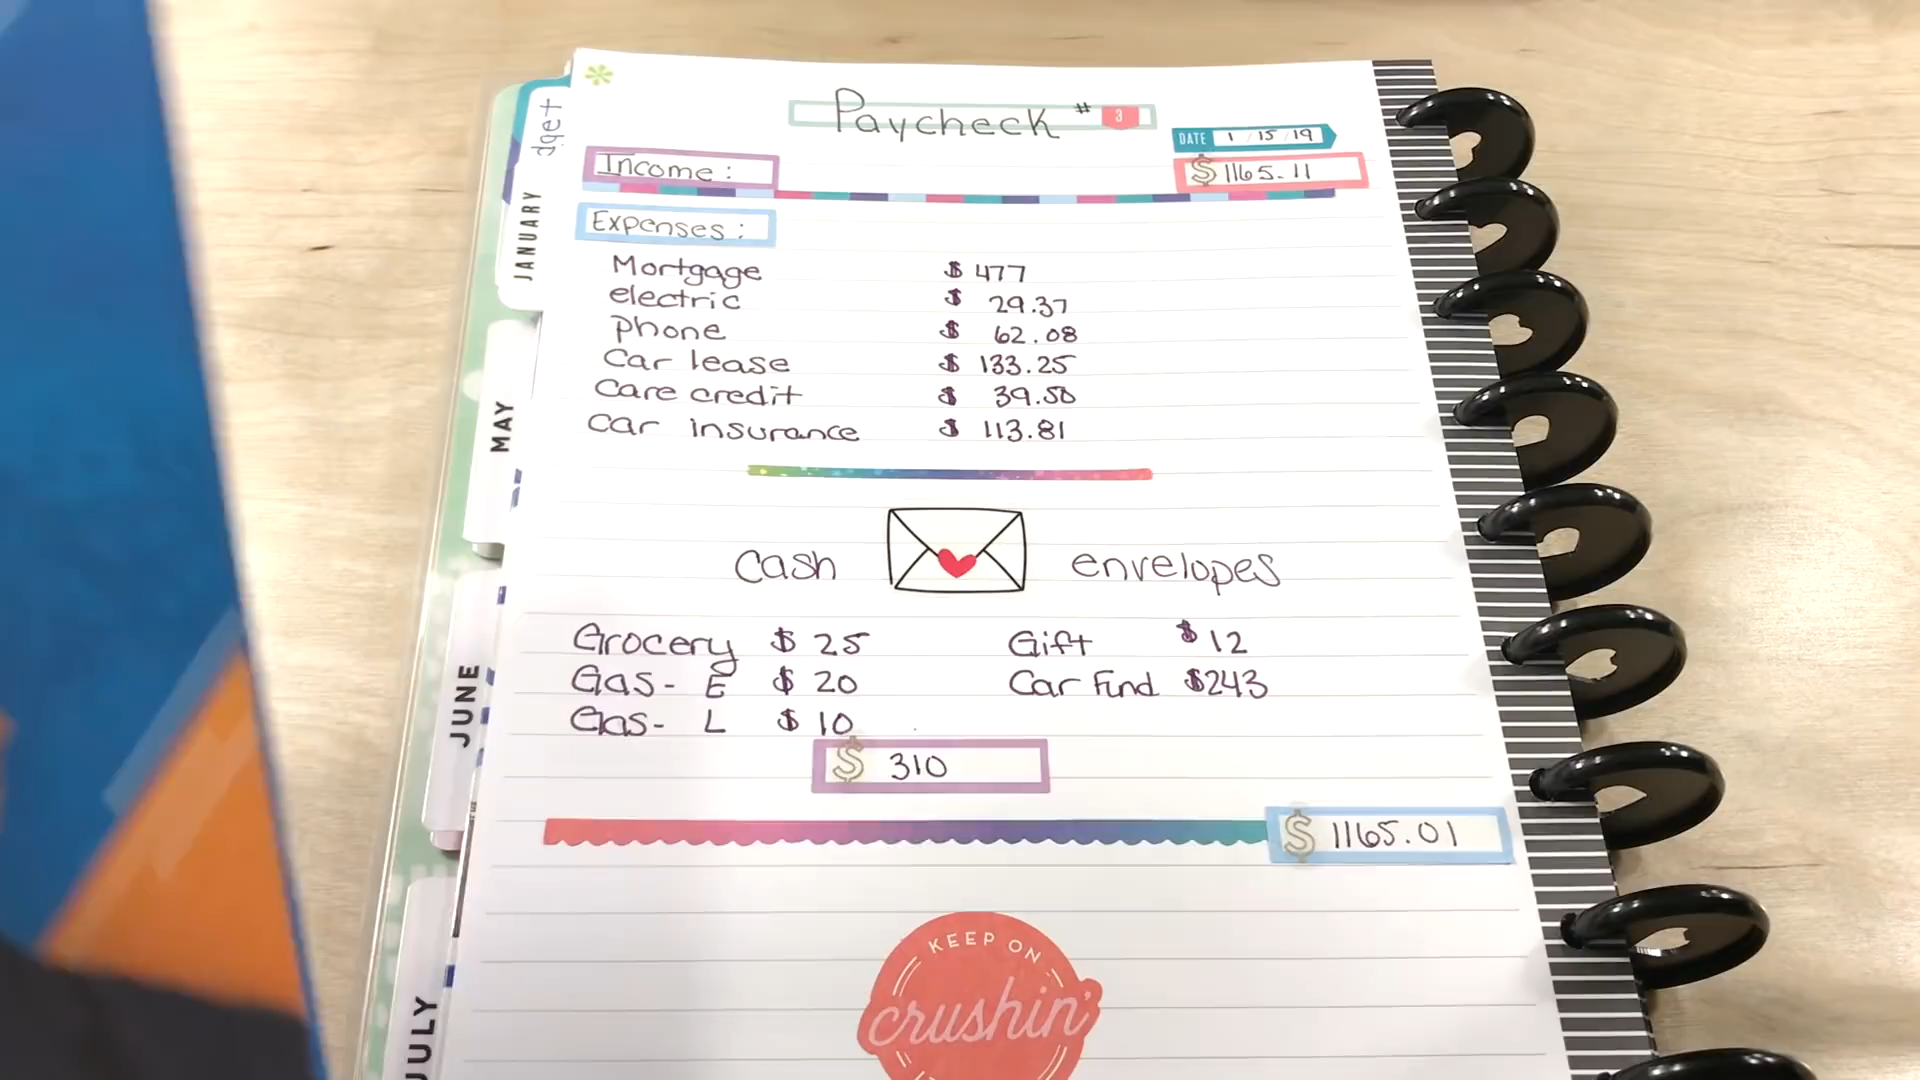 Paycheck # 3
DATE 1 / 15 / 19
Income : $ 1165.11
Expenses :
Mortgage $ 477
electric $ 29.37
phone $ 62.08
Car lease $ 133.25
Care credit $ 39.50
Car insurance $ 113.81
Cash envelopes
Grocery $ 25 Gift $ 12
Gas- E $ 20 Car Fund $243
Gas- L $ 10
$ 310
$ 1165.01
KEEP ON
crushin'
JANUARY
MAY
JUNE
JULY